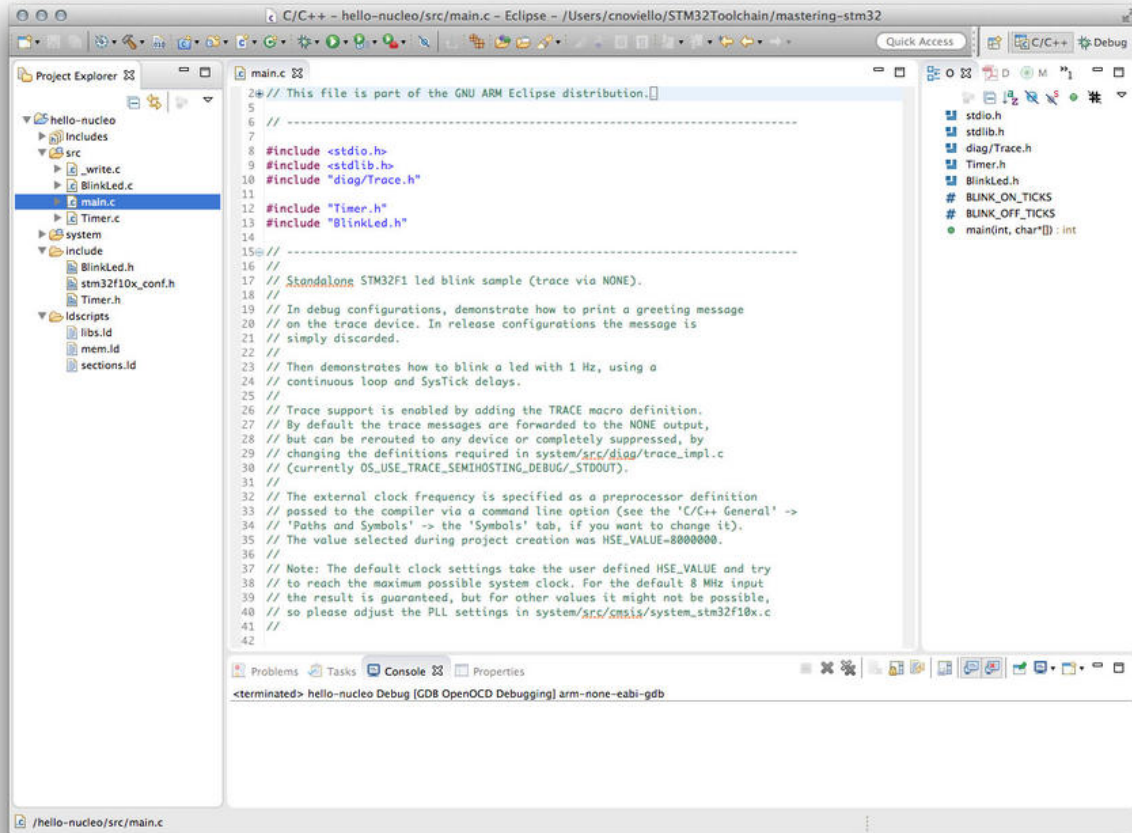 C/C++ – hello-nucleo/src/main.c – Eclipse – /Users/cnoviello/STM32Toolchain/mastering-stm32
Quick Access
C/C++
Debug
Project Explorer
hello-nucleo
Includes
src
_write.c
BlinkLed.c
main.c
Timer.c
system
include
BlinkLed.h
stm32f10x_conf.h
Timer.h
ldscripts
libs.ld
mem.ld
sections.ld
main.c
2 // This file is part of the GNU ARM Eclipse distribution.
5
6 // ----------------------------------------------------------------------------
7
8 #include <stdio.h>
9 #include <stdlib.h>
10 #include "diag/Trace.h"
11
12 #include "Timer.h"
13 #include "BlinkLed.h"
14
15 // ----------------------------------------------------------------------------
16 //
17 // Standalone STM32F1 led blink sample (trace via NONE).
18 //
19 // In debug configurations, demonstrate how to print a greeting message
20 // on the trace device. In release configurations the message is
21 // simply discarded.
22 //
23 // Then demonstrates how to blink a led with 1 Hz, using a
24 // continuous loop and SysTick delays.
25 //
26 // Trace support is enabled by adding the TRACE macro definition.
27 // By default the trace messages are forwarded to the NONE output,
28 // but can be rerouted to any device or completely suppressed, by
29 // changing the definitions required in system/src/diag/trace_impl.c
30 // (currently OS_USE_TRACE_SEMIHOSTING_DEBUG/_STDOUT).
31 //
32 // The external clock frequency is specified as a preprocessor definition
33 // passed to the compiler via a command line option (see the 'C/C++ General' ->
34 // 'Paths and Symbols' -> the 'Symbols' tab, if you want to change it).
35 // The value selected during project creation was HSE_VALUE=8000000.
36 //
37 // Note: The default clock settings take the user defined HSE_VALUE and try
38 // to reach the maximum possible system clock. For the default 8 MHz input
39 // the result is guaranteed, but for other values it might not be possible,
40 // so please adjust the PLL settings in system/src/cmsis/system_stm32f10x.c
41 //
42
O
D
M
»1
stdio.h
stdlib.h
diag/Trace.h
Timer.h
BlinkLed.h
# BLINK_ON_TICKS
# BLINK_OFF_TICKS
main(int, char*[]) : int
Problems
Tasks
Console
Properties
<terminated> hello-nucleo Debug [GDB OpenOCD Debugging] arm-none-eabi-gdb
/hello-nucleo/src/main.c